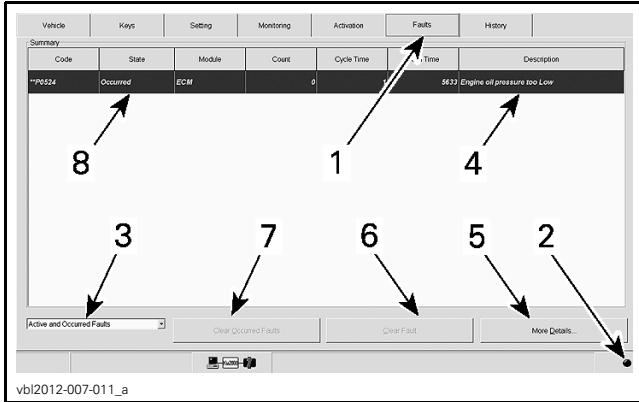 Vehicle Keys Setting Monitoring Activation Faults History
Summary
Code State Module Count Cycle Time Time Description
**P0524 Occurred ECM 0 1 5633 Engine oil pressure too Low
8 1 4
3 7 6 5 2
Active and Occurred Faults Clear Occurred Faults Clear Fault More Details...
vbl2012-007-011_a